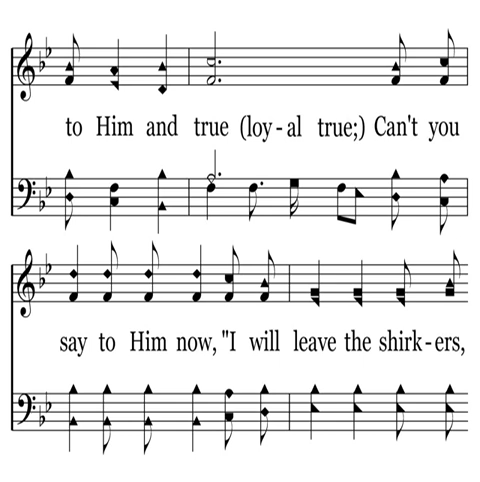 to Him and true (loy-al true;) Can't you
say to Him now, "I will leave the shirk-ers,